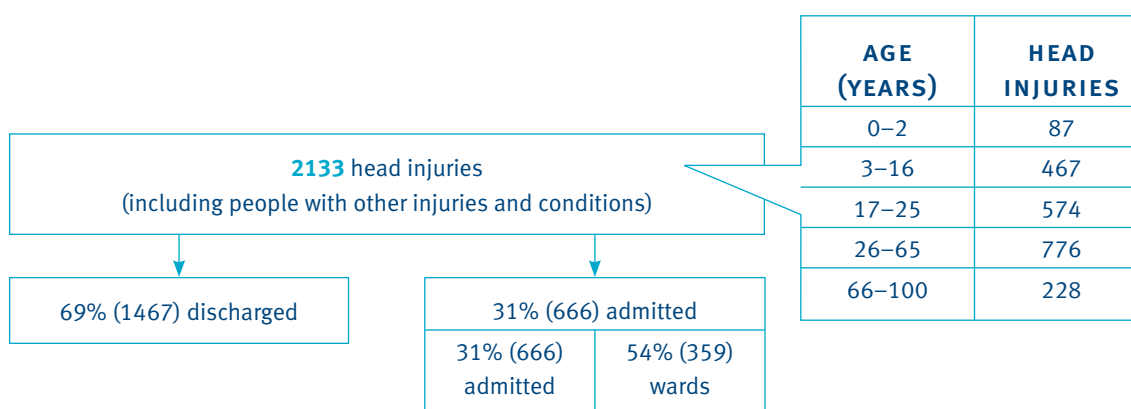 AGE HEAD
(YEARS) INJURIES
0–2 87
3–16 467
17–25 574
26–65 776
66–100 228
2133 head injuries
(including people with other injuries and conditions)
69% (1467) discharged
31% (666) admitted
31% (666) 54% (359)
admitted wards